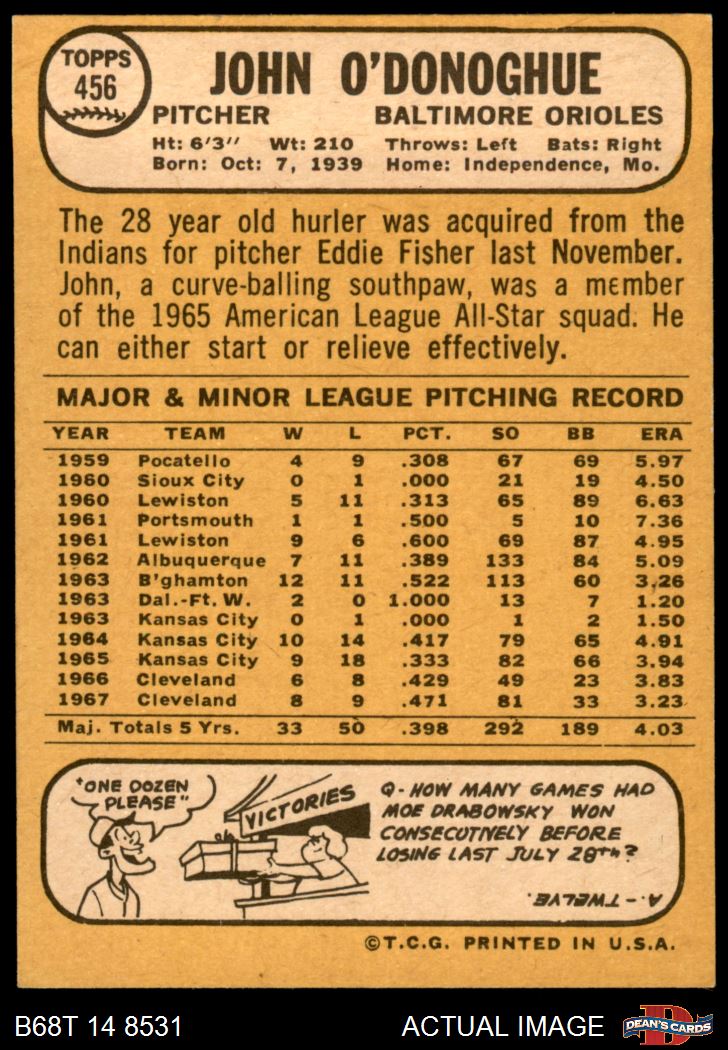 TOPPS
456
JOHN O'DONOGHUE
PITCHER BALTIMORE ORIOLES
Ht: 6'3" Wt: 210 Throws: Left Bats: Right
Born: Oct: 7, 1939 Home: Independence, Mo.
The 28 year old hurler was acquired from the
Indians for pitcher Eddie Fisher last November.
John, a curve-balling southpaw, was a member
of the 1965 American League All-Star squad. He
can either start or relieve effectively.
MAJOR & MINOR LEAGUE PITCHING RECORD
YEAR TEAM W L PCT. SO BB ERA
1959 Pocatello 4 9 .308 67 69 5.97
1960 Sioux City 0 1 .000 21 19 4.50
1960 Lewiston 5 11 .313 65 89 6.63
1961 Portsmouth 1 1 .500 5 10 7.36
1961 Lewiston 9 6 .600 69 87 4.95
1962 Albuquerque 7 11 .389 133 84 5.09
1963 B'ghamton 12 11 .522 113 60 3.26
1963 Dal.-Ft. W. 2 0 1.000 13 7 1.20
1963 Kansas City 0 1 .000 1 2 1.50
1964 Kansas City 10 14 .417 79 65 4.91
1965 Kansas City 9 18 .333 82 66 3.94
1966 Cleveland 6 8 .429 49 23 3.83
1967 Cleveland 8 9 .471 81 33 3.23
Maj. Totals 5 Yrs. 33 50 .398 292 189 4.03
"ONE DOZEN
PLEASE"
VICTORIES
Q-HOW MANY GAMES HAD
MOE DRABOWSKY WON
CONSECUTIVELY BEFORE
LOSING LAST JULY 28th?
A.-TWELVE.
©T.C.G. PRINTED IN U.S.A.
B68T 14 8531 ACTUAL IMAGE
D
DEAN'S CARDS